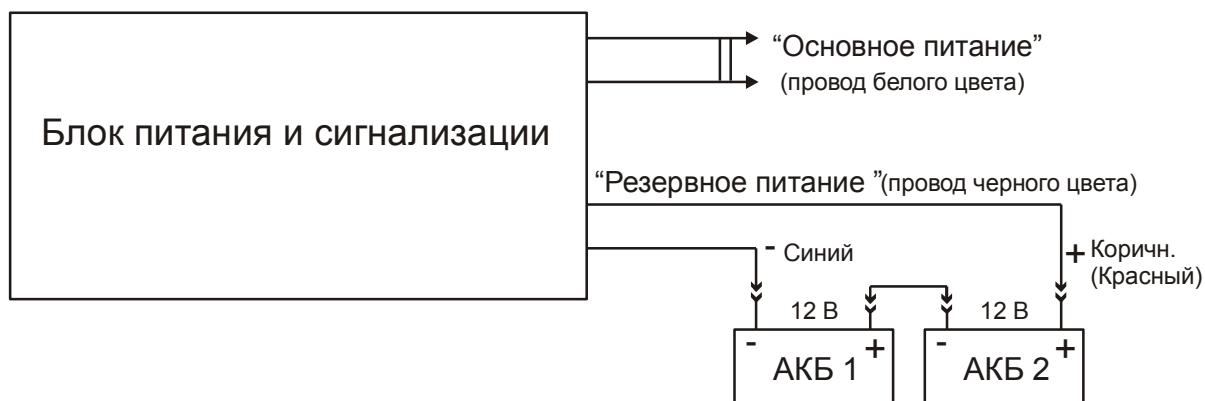 “Основное питание”
(провод белого цвета)
Блок питания и сигнализации
“Резервное питание ”(провод черного цвета)
- Синий
+ Коричн.
(Красный)
12 В
12 В
- +
- +
АКБ 1
АКБ 2